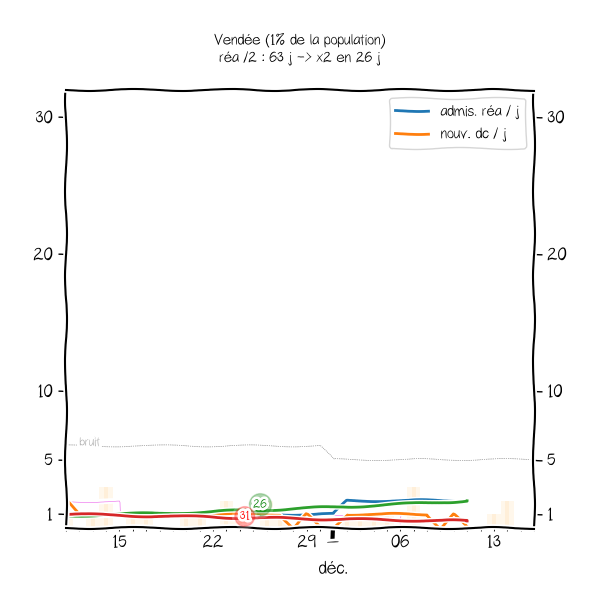 Vendée (1% de la population)
réa /2 : 63 j -> x2 en 26 j
admis. réa / j
nouv. dc / j
30
30
20
20
10
10
bruit
5
5
26
31
1
1
15
22
29
06
13
déc.